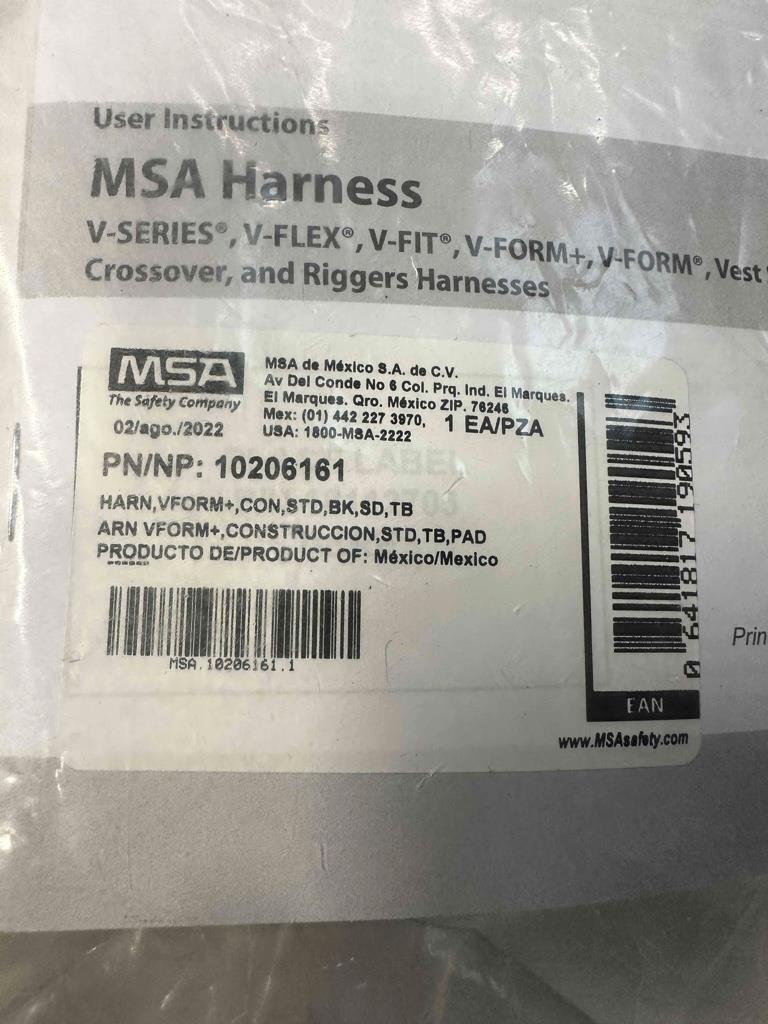 User Instructions
MSA Harness
V-SERIES®, V-FLEX®, V-FIT®, V-FORM+, V-FORM®, Vest
Crossover, and Riggers Harnesses
MSA
The Safety Company
02/ago./2022
MSA de México S.A. de C.V.
Av Del Conde No 6 Col. Prq. Ind. El Marques.
El Marques. Qro. México ZIP. 76246
Mex: (01) 442 227 3970,
USA: 1800-MSA-2222
1 EA/PZA
PN/NP: 10206161
HARN,VFORM+,CON,STD,BK,SD,TB
ARN VFORM+,CONSTRUCCION,STD,TB,PAD
PRODUCTO DE/PRODUCT OF: México/Mexico
MSA.10206161.1
0 641817 190593
EAN
www.MSAsafety.com
Prin
LABEL